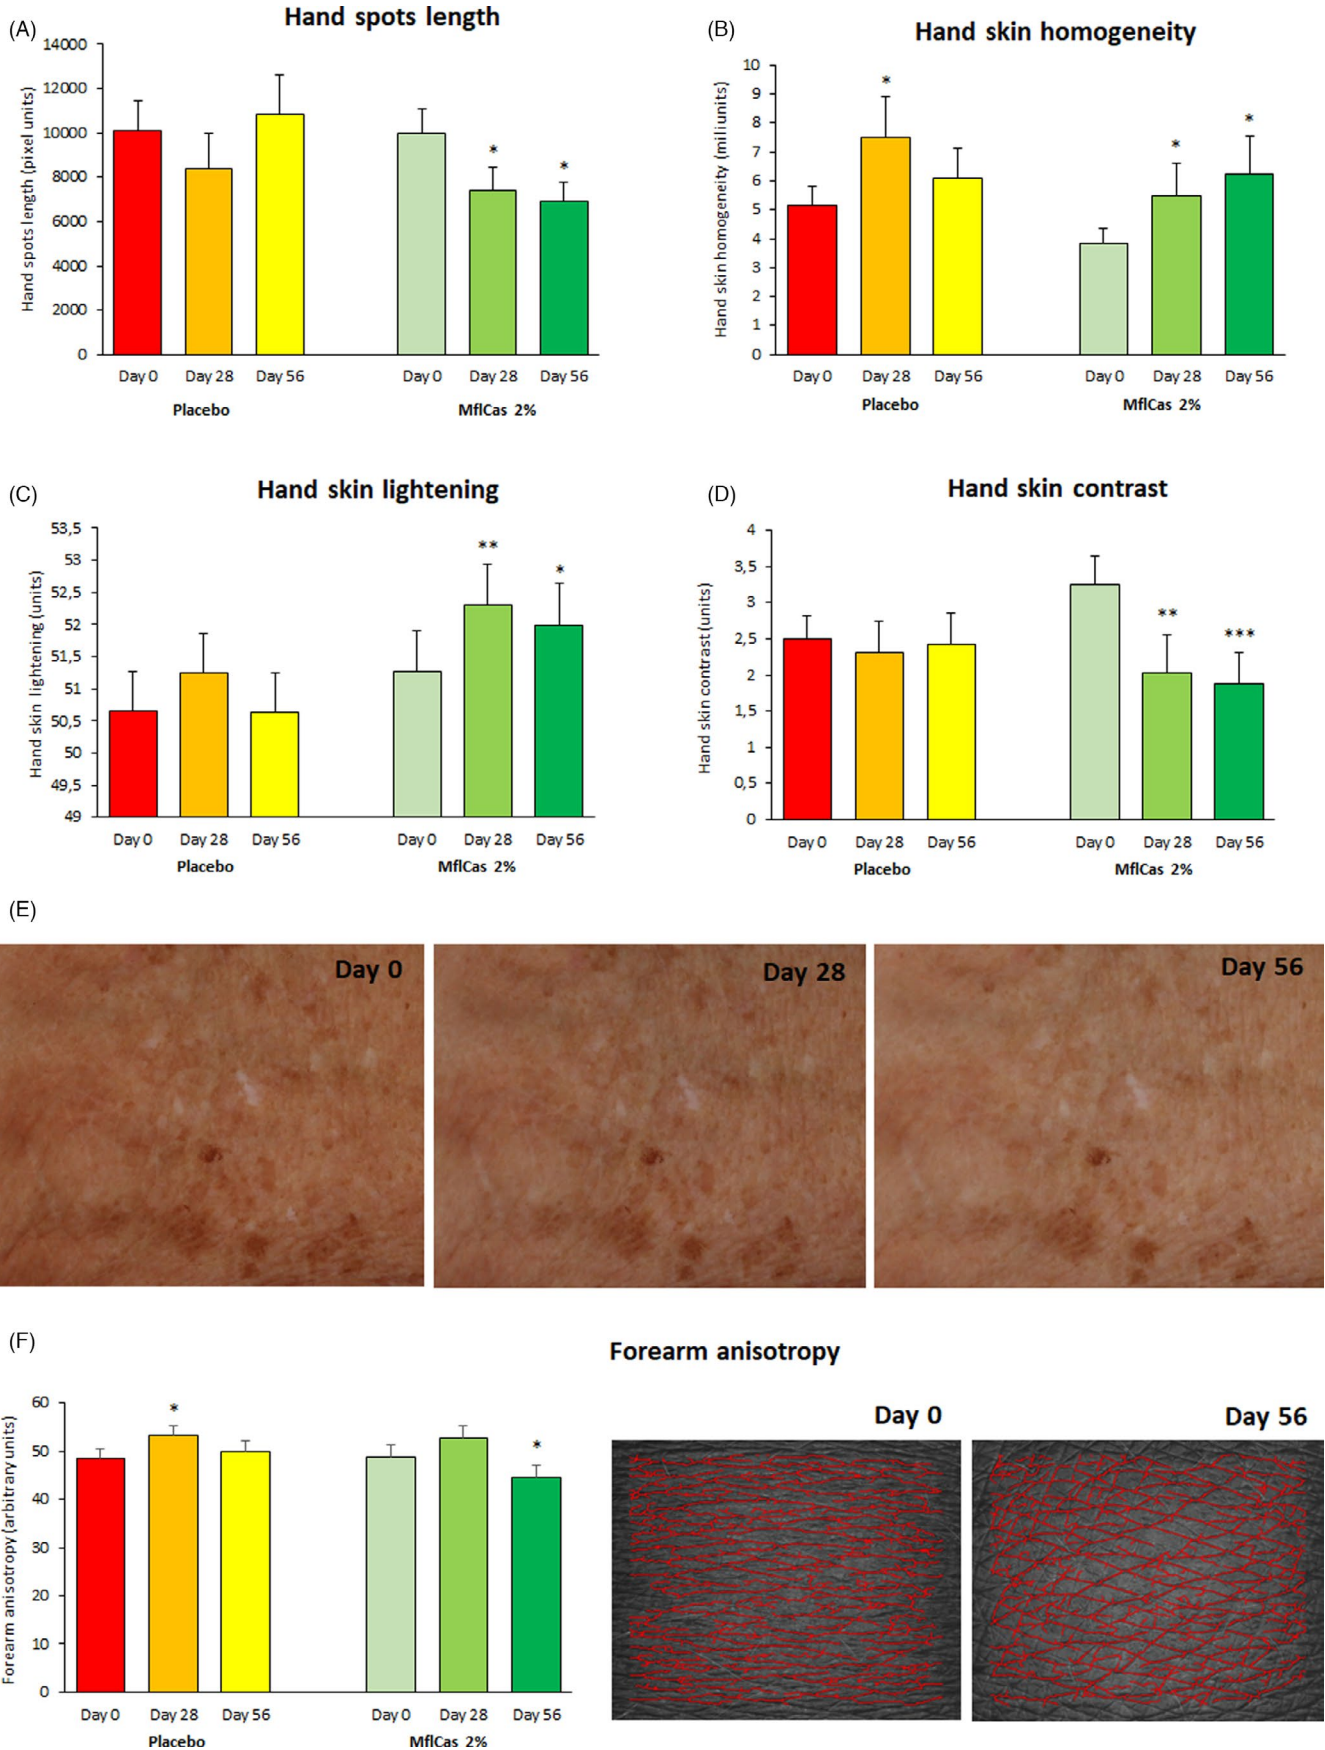 (A)
Hand spots length
Hand spots length (pixel units)
14000
12000
10000
8000
6000
4000
2000
0
*
*
Day 0 Day 28 Day 56 Day 0 Day 28 Day 56
Placebo MflCas 2%
(B)
Hand skin homogeneity
Hand skin homogeneity (mili units)
10
9
8
7
6
5
4
3
2
1
0
*
*
*
Day 0 Day 28 Day 56 Day 0 Day 28 Day 56
Placebo MflCas 2%
(C)
Hand skin lightening
Hand skin lightening (units)
53,5
53
52,5
52
51,5
51
50,5
50
49,5
49
**
*
Day 0 Day 28 Day 56 Day 0 Day 28 Day 56
Placebo MflCas 2%
(D)
Hand skin contrast
Hand skin contrast (units)
4
3,5
3
2,5
2
1,5
1
0,5
0
**
***
Day 0 Day 28 Day 56 Day 0 Day 28 Day 56
Placebo MflCas 2%
(E)
Day 0
Day 28
Day 56
(F)
Forearm anisotropy
Forearm anisotropy (arbitrary units)
60
50
40
30
20
10
0
*
*
Day 0 Day 28 Day 56 Day 0 Day 28 Day 56
Placebo MflCas 2%
Day 0
Day 56